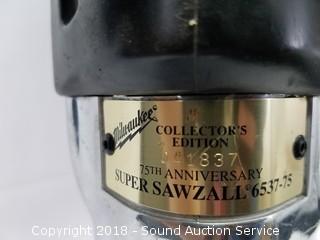 Milwaukee®
COLLECTOR'S
EDITION
1837
75TH ANNIVERSARY
SUPER SAWZALL® 6537-75
Copyright 2018 - Sound Auction Service